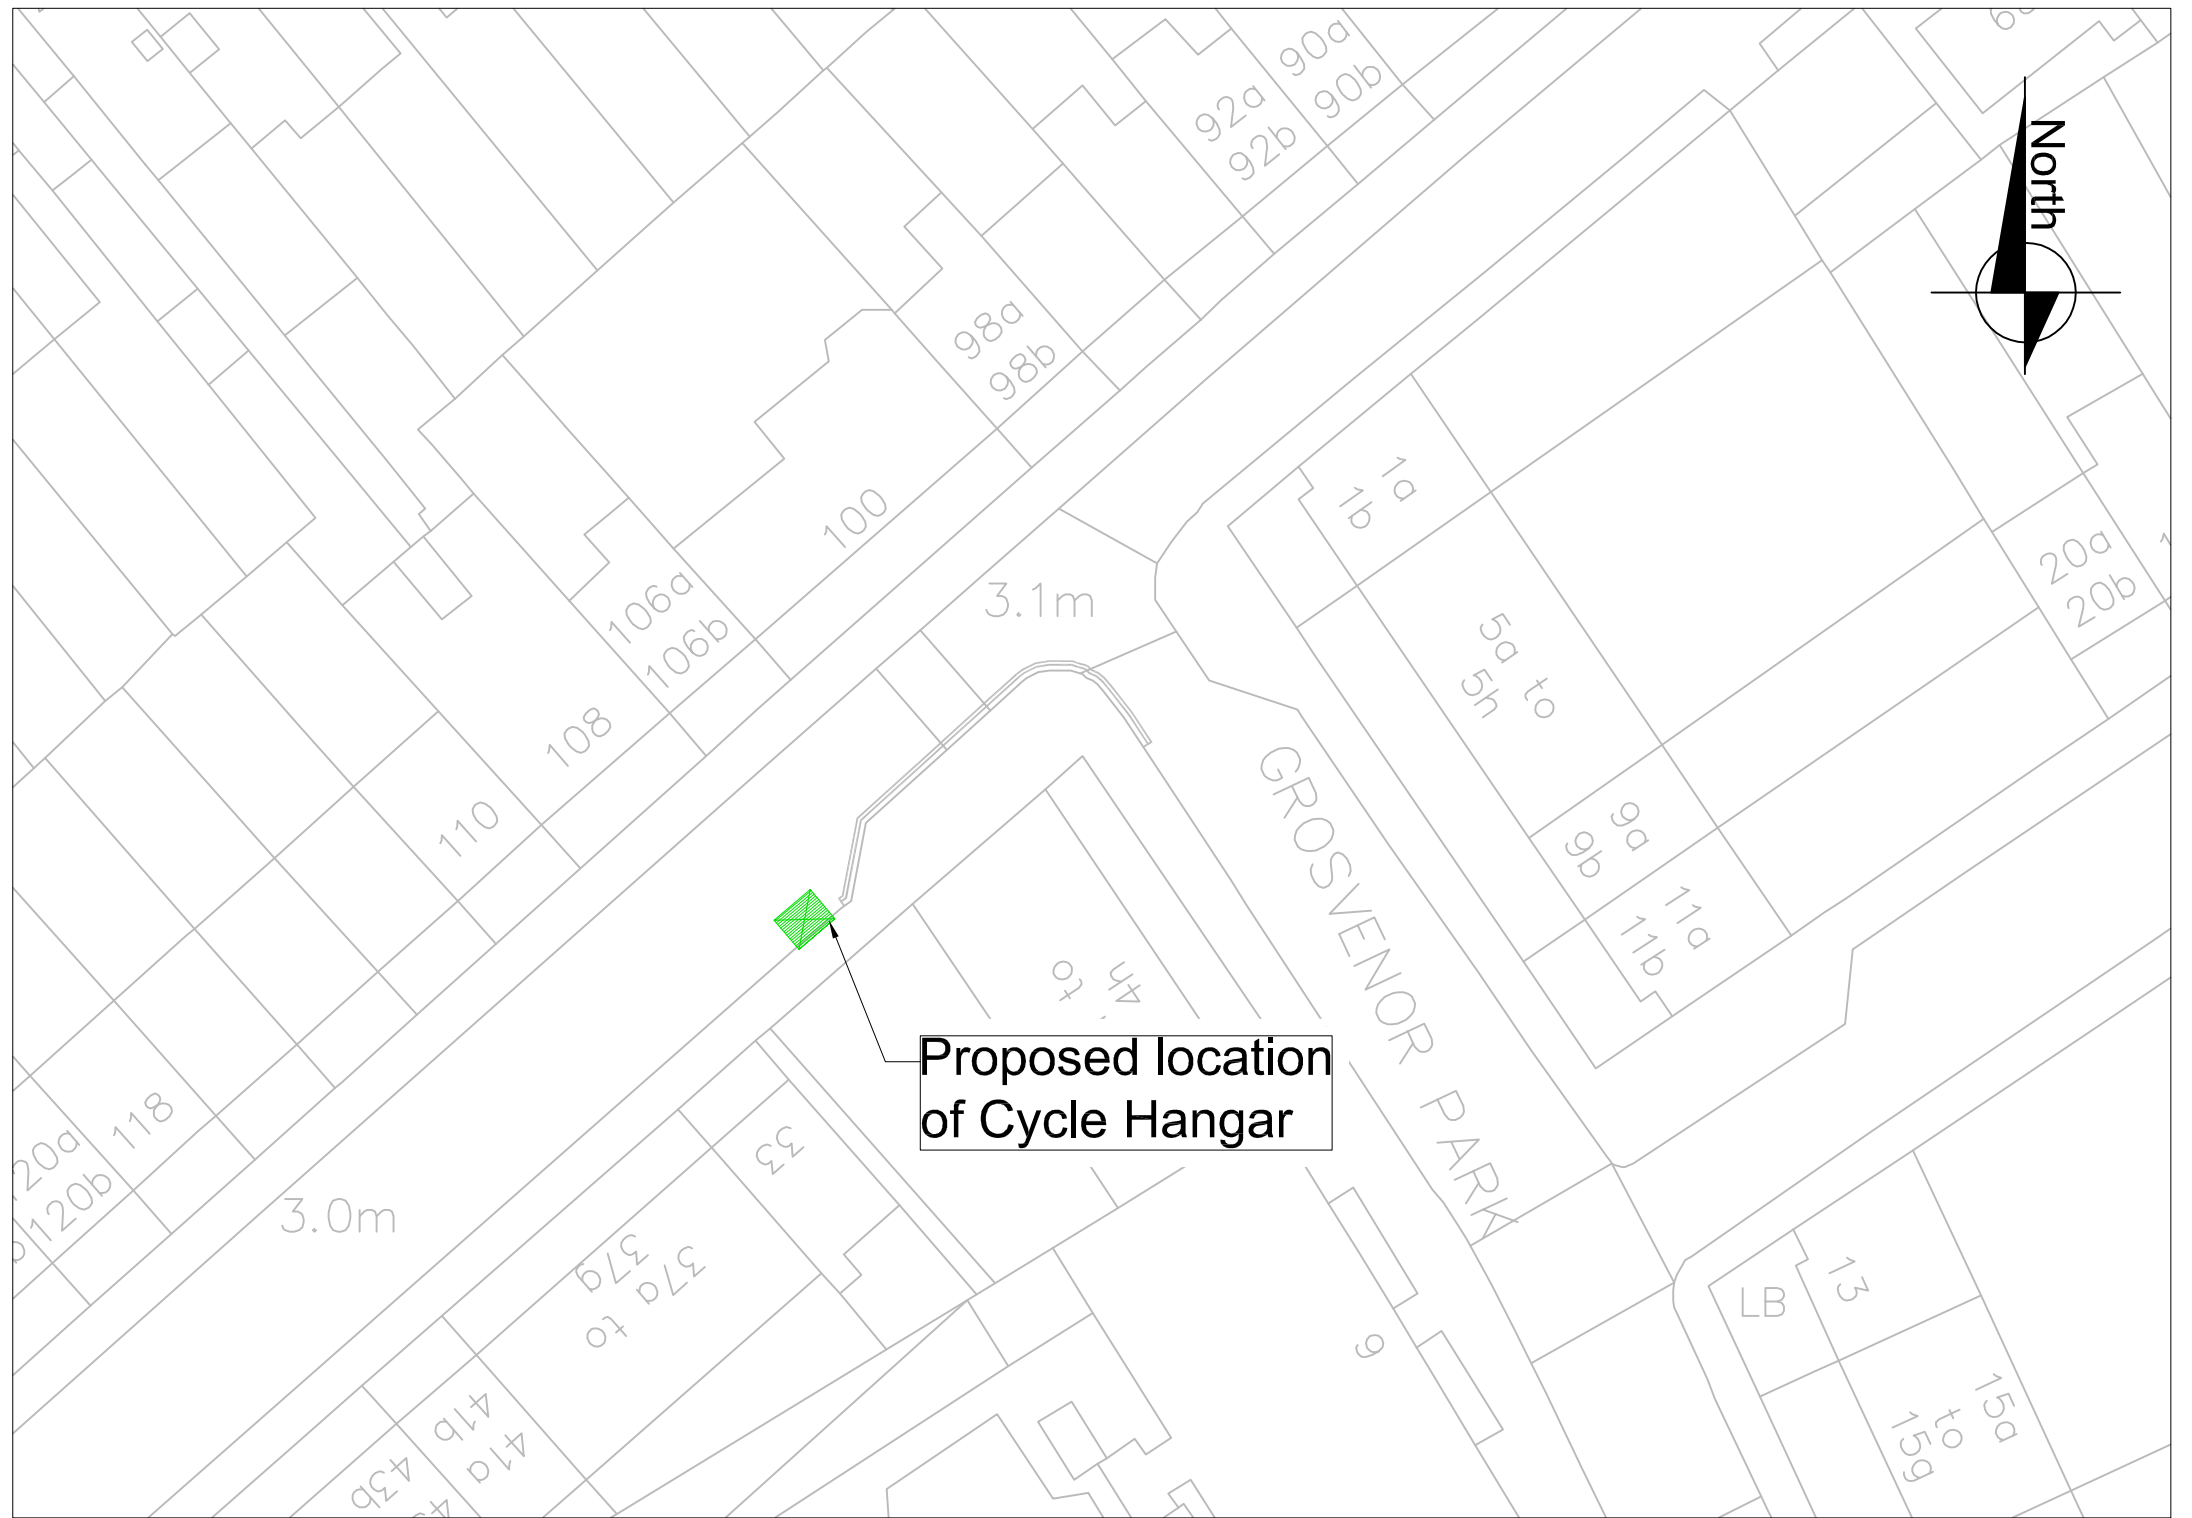 90a
90b
92a
92b
North
98a
98b
100
1a
1b
106a
106b
3.1m
20a
20b
5a to
5h
108
110
GROSVENOR PARK
9a
9b
11a
11b
4h
to
Proposed location
of Cycle Hangar
118
120a
120b
33
3.0m
37a to
37g
13
LB
6
15a
to
15g
41a
41b
43b